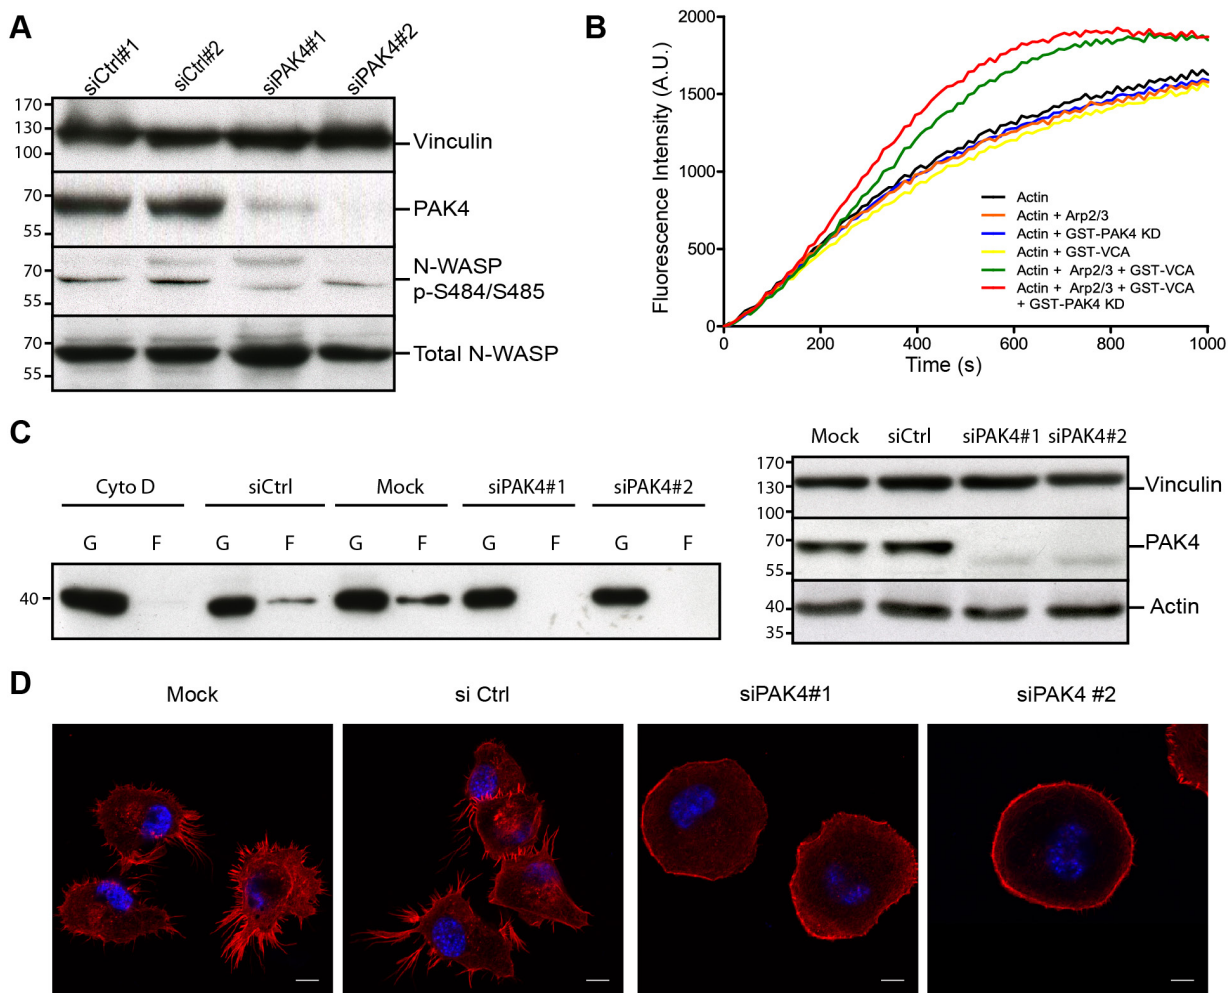 A
siCtrl#1 siCtrl#2 siPAK4#1 siPAK4#2
170
130
100
Vinculin
70
55
PAK4
70
55
N-WASP
p-S484/S485
70
55
Total N-WASP
B
Fluorescence Intensity (A.U.)
2000
1500
1000
500
0
0 200 400 600 800 1000
Time (s)
Actin
Actin + Arp2/3
Actin + GST-PAK4 KD
Actin + GST-VCA
Actin + Arp2/3 + GST-VCA
Actin + Arp2/3 + GST-VCA
+ GST-PAK4 KD
C
Cyto D siCtrl Mock siPAK4#1 siPAK4#2
G F G F G F G F G F
40
Mock siCtrl siPAK4#1 siPAK4#2
170
130
100
Vinculin
70
55
PAK4
40
35
Actin
D
Mock si Ctrl siPAK4#1 siPAK4 #2